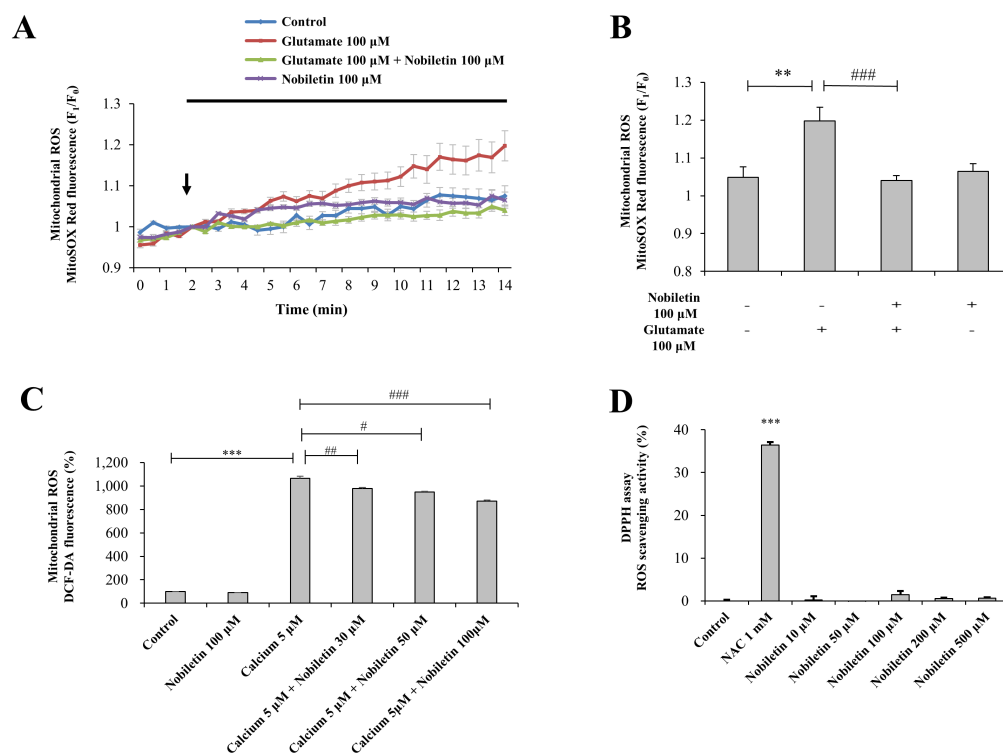 A
Control
Glutamate 100 µM
Glutamate 100 µM + Nobiletin 100 µM
Nobiletin 100 µM
Mitochondrial ROS
MitoSOX Red fluorescence (F1/F0)
1.3
1.2
1.1
1
0.9
0 1 2 3 4 5 6 7 8 9 10 11 12 13 14
Time (min)
B
** ###
Mitochondrial ROS
MitoSOX Red fluorescence (F1/F0)
1.3
1.2
1.1
1.0
0.9
0.8
Nobiletin
100 µM
- - + +
Glutamate
100 µM
- + + -
C
###
#
*** ##
Mitochondrial ROS
DCF-DA fluorescence (%)
1,200
1,000
800
600
400
200
0
Control
Nobiletin 100 µM
Calcium 5 µM
Calcium 5 µM + Nobiletin 30 µM
Calcium 5 µM + Nobiletin 50 µM
Calcium 5µM + Nobiletin 100µM
D
***
DPPH assay
ROS scavenging activity (%)
40
30
20
10
0
Control
NAC 1 mM
Nobiletin 10 µM
Nobiletin 50 µM
Nobiletin 100 µM
Nobiletin 200 µM
Nobiletin 500 µM